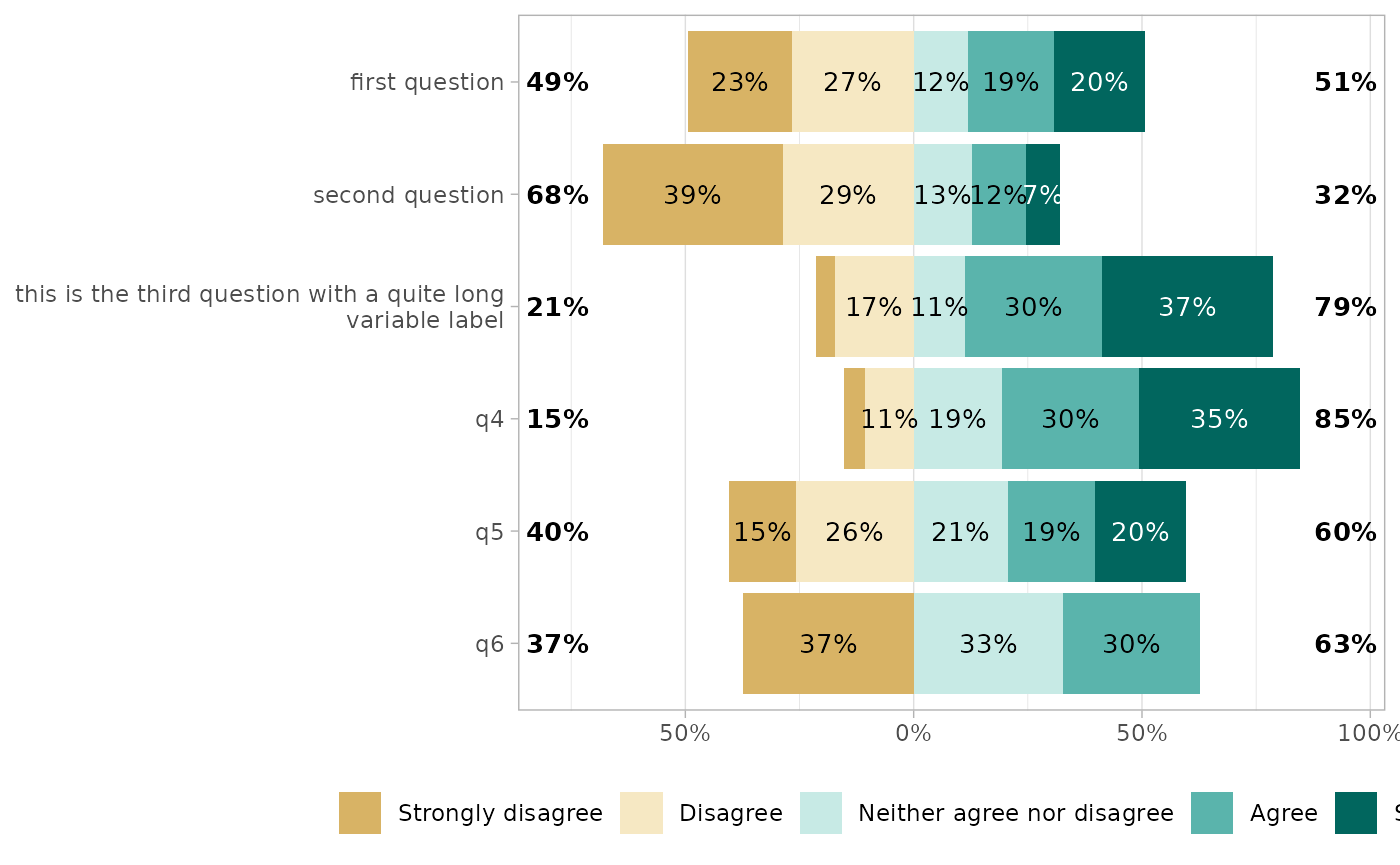 first question 49% 23% 27% 12% 19% 20% 51%
second question 68% 39% 29% 13% 12% 7% 32%
this is the third question with a quite long
variable label 21% 17% 11% 30% 37% 79%
q4 15% 11% 19% 30% 35% 85%
q5 40% 15% 26% 21% 19% 20% 60%
q6 37% 37% 33% 30% 63%
50% 0% 50% 100%
Strongly disagree Disagree Neither agree nor disagree Agree